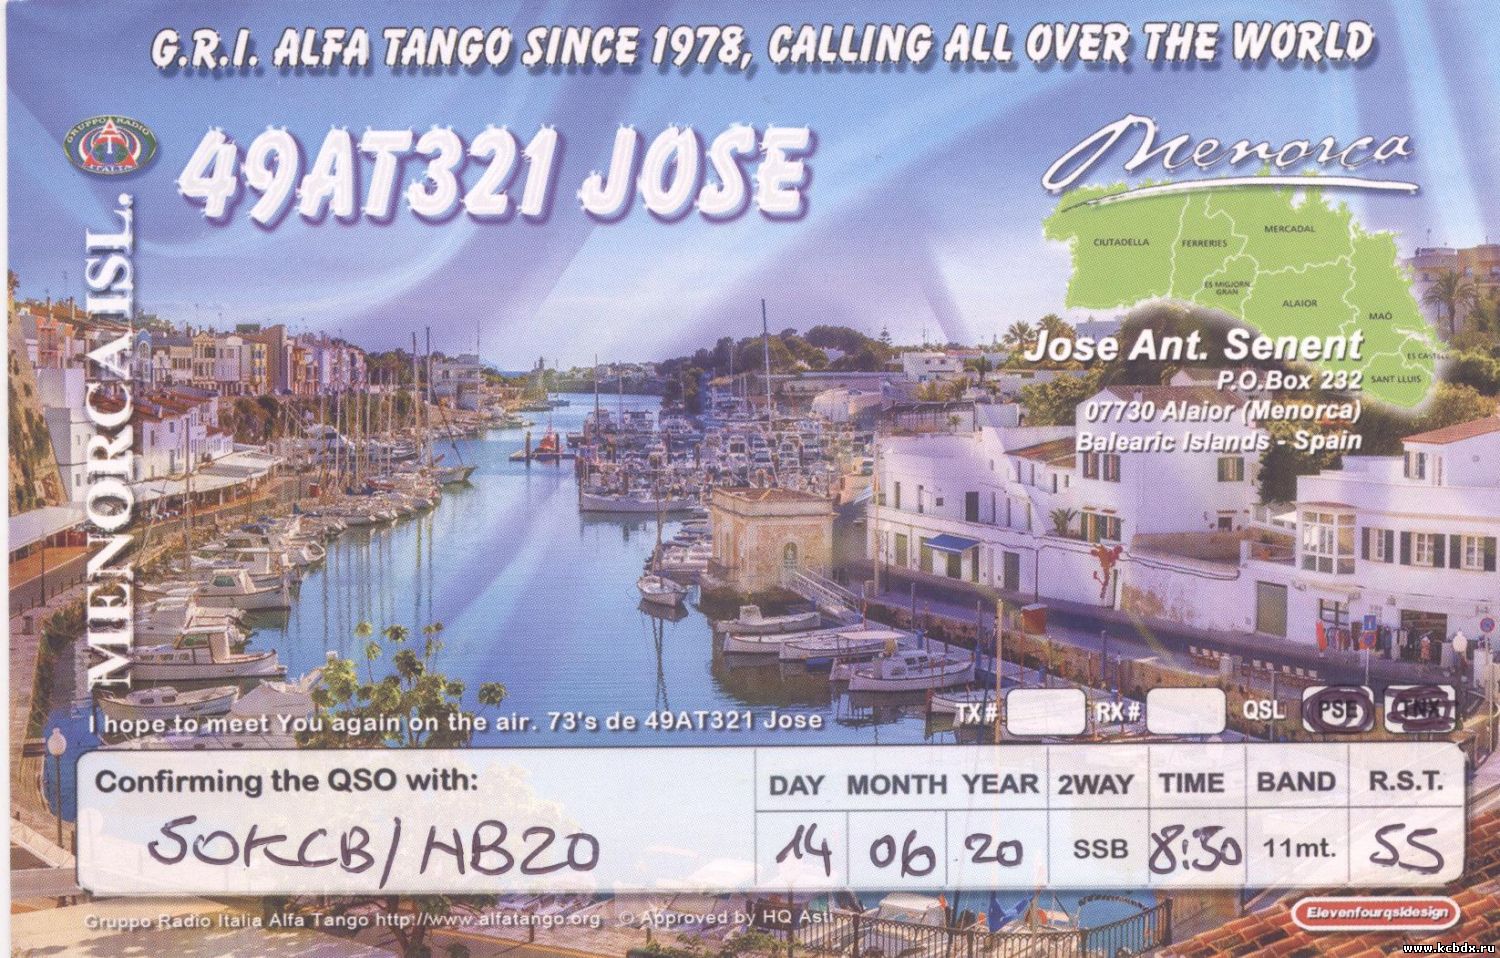 G.R.I. ALFA TANGO SINCE 1978, CALLING ALL OVER THE WORLD
GRUPPO RADIO
AT
ITALIA
49AT321 JOSE
MENORCA ISL.
Menorca
CIUTADELLA
FERRERIES
MERCADAL
ES MIGJORN
GRAN
ALAIOR
MAÓ
ES CASTELL
SANT LLUIS
Jose Ant. Senent
P.O.Box 232
07730 Alaior (Menorca)
Balearic Islands - Spain
I hope to meet You again on the air. 73's de 49AT321 Jose
TX# RX# QSL PSE TNX
Confirming the QSO with: DAY MONTH YEAR 2WAY TIME BAND R.S.T.
50KCB/HB20 14 06 20 SSB 8:30 11mt. 55
Gruppo Radio Italia Alfa Tango http://www.alfatango.org © Approved by HQ Asti
Elevenfourqsldesign
www.kcbdx.ru